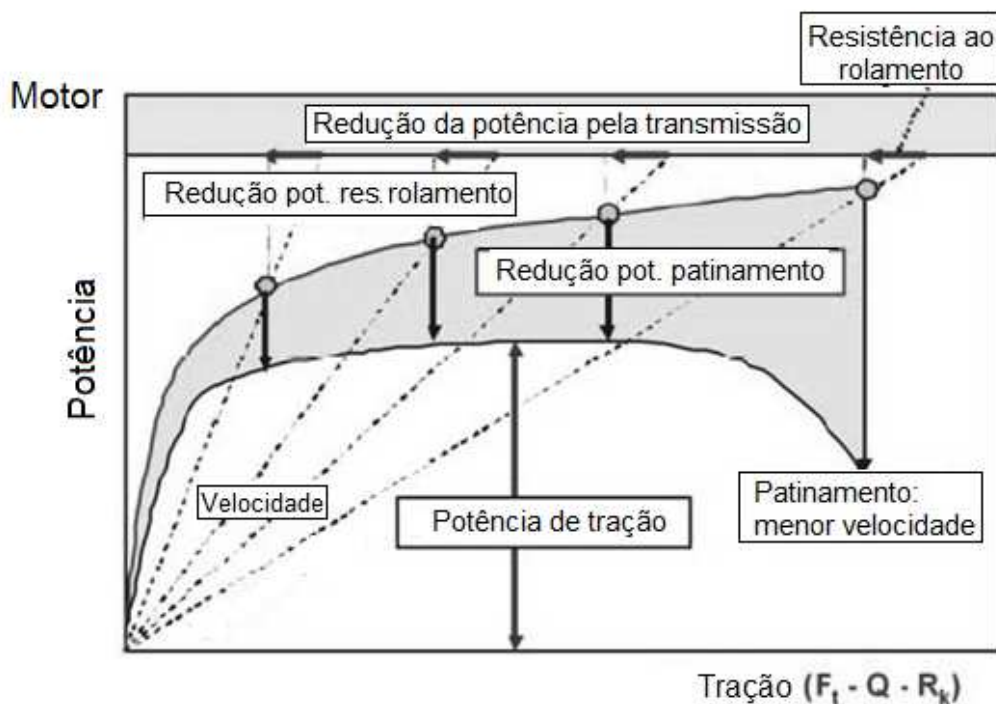 Resistência ao
rolamento
Motor
Redução da potência pela transmissão
Redução pot. res. rolamento
Redução pot. patinamento
Potência
Velocidade
Potência de tração
Patinamento:
menor velocidade
Tração (Fₜ - Q - Rₖ)